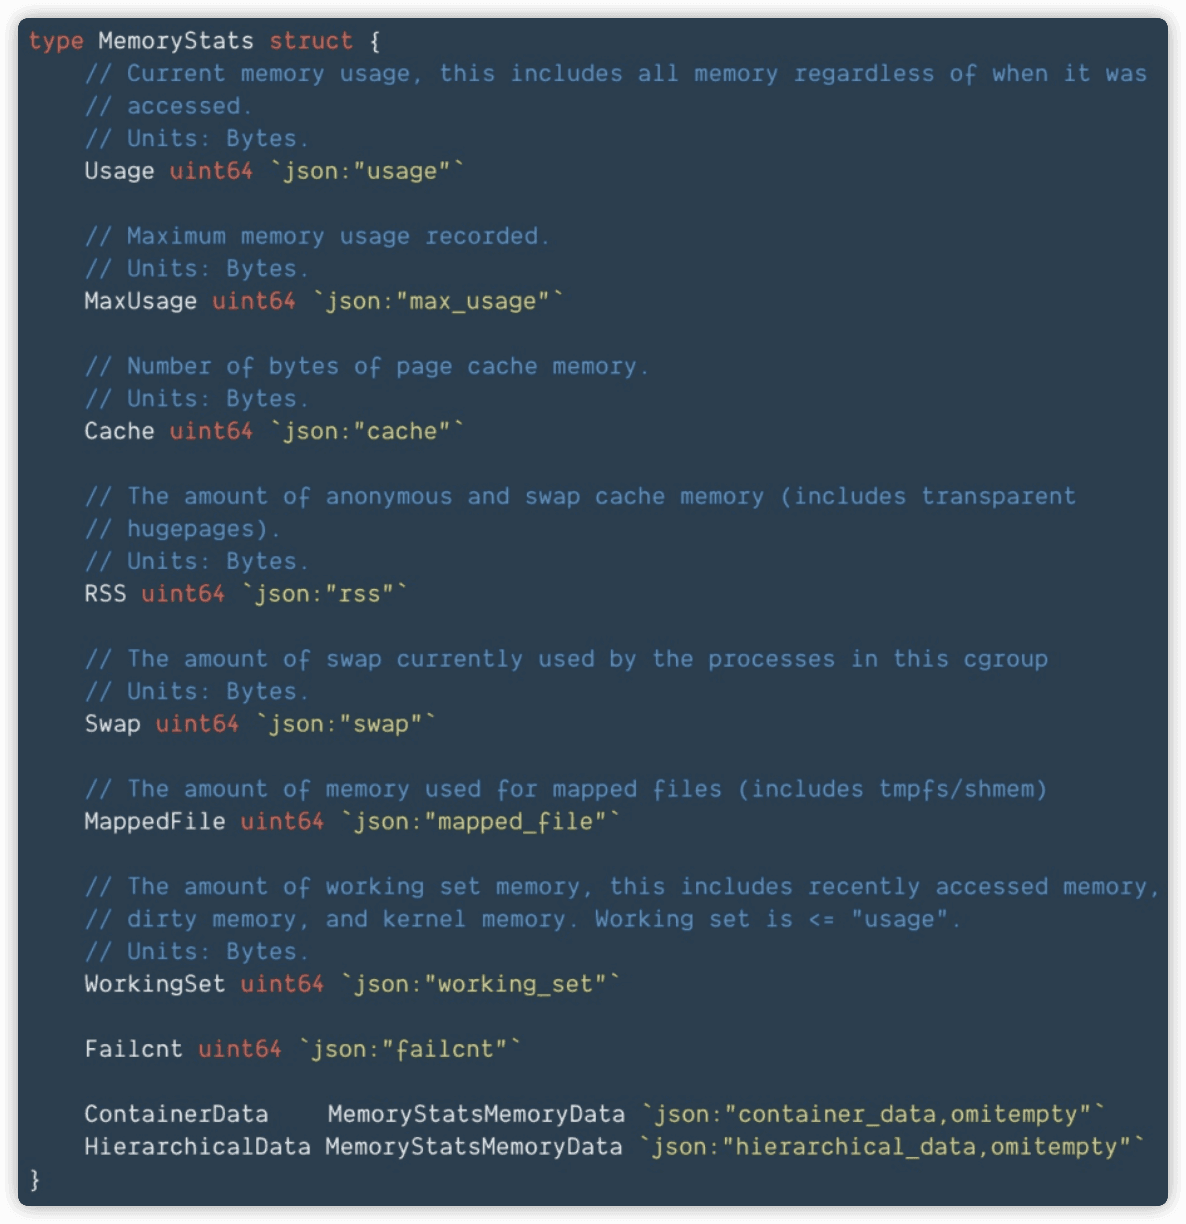 type MemoryStats struct {
    // Current memory usage, this includes all memory regardless of when it was
    // accessed.
    // Units: Bytes.
    Usage uint64 `json:"usage"`

    // Maximum memory usage recorded.
    // Units: Bytes.
    MaxUsage uint64 `json:"max_usage"`

    // Number of bytes of page cache memory.
    // Units: Bytes.
    Cache uint64 `json:"cache"`

    // The amount of anonymous and swap cache memory (includes transparent
    // hugepages).
    // Units: Bytes.
    RSS uint64 `json:"rss"`

    // The amount of swap currently used by the processes in this cgroup
    // Units: Bytes.
    Swap uint64 `json:"swap"`

    // The amount of memory used for mapped files (includes tmpfs/shmem)
    MappedFile uint64 `json:"mapped_file"`

    // The amount of working set memory, this includes recently accessed memory,
    // dirty memory, and kernel memory. Working set is <= "usage".
    // Units: Bytes.
    WorkingSet uint64 `json:"working_set"`

    Failcnt uint64 `json:"failcnt"`

    ContainerData    MemoryStatsMemoryData `json:"container_data,omitempty"`
    HierarchicalData MemoryStatsMemoryData `json:"hierarchical_data,omitempty"`
}